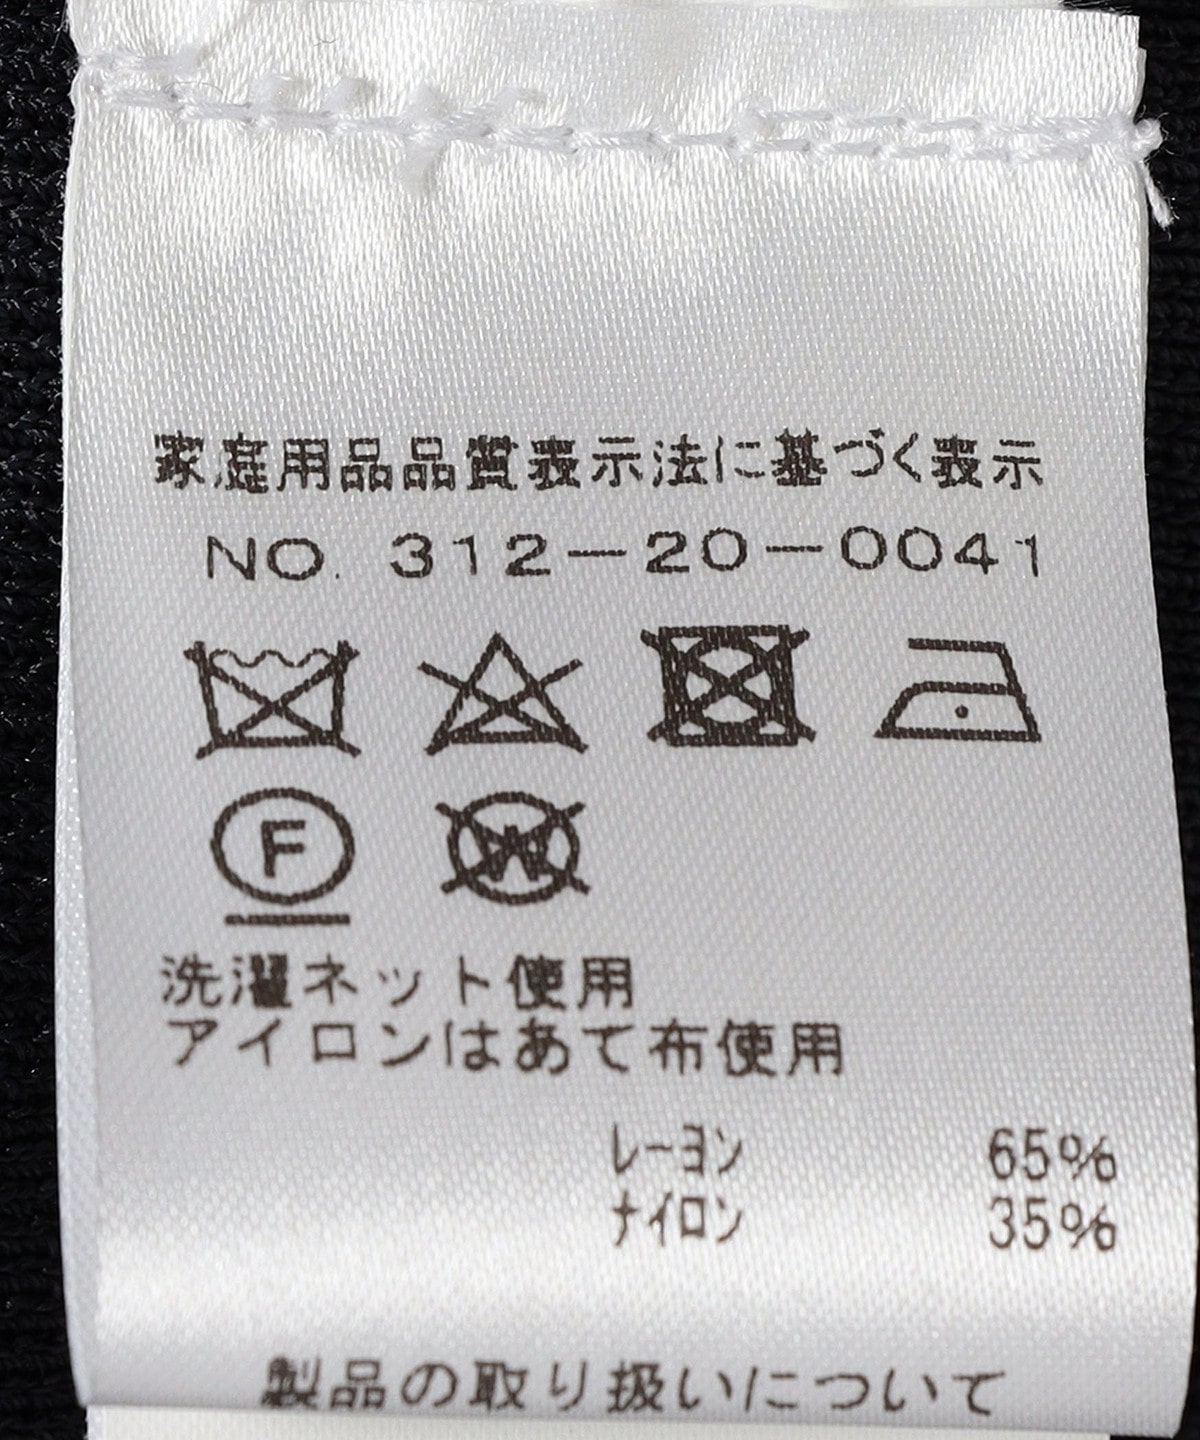 家庭用品品質表示法に基づく表示
NO. 312-20-0041
F W
洗濯ネット使用
アイロンはあて布使用
レーヨン 65%
ナイロン 35%
製品の取り扱いについて